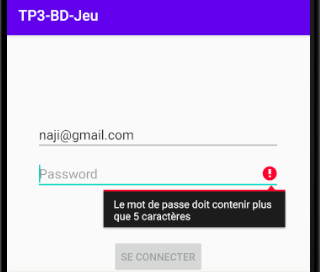 TP3-BD-Jeu
naji@gmail.com
Password
Le mot de passe doit contenir plus
que 5 caractères
SE CONNECTER